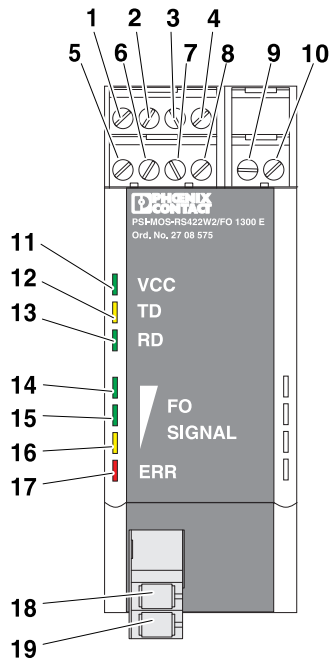 1 2 3 4
5 6 7 8 9 10
PHOENIX
CONTACT
PSI-MOS-RS422W2/FO 1300 E
Ord. No. 27 08 575
11 VCC
12 TD
13 RD
14
15 FO
16 SIGNAL
17 ERR
18
19